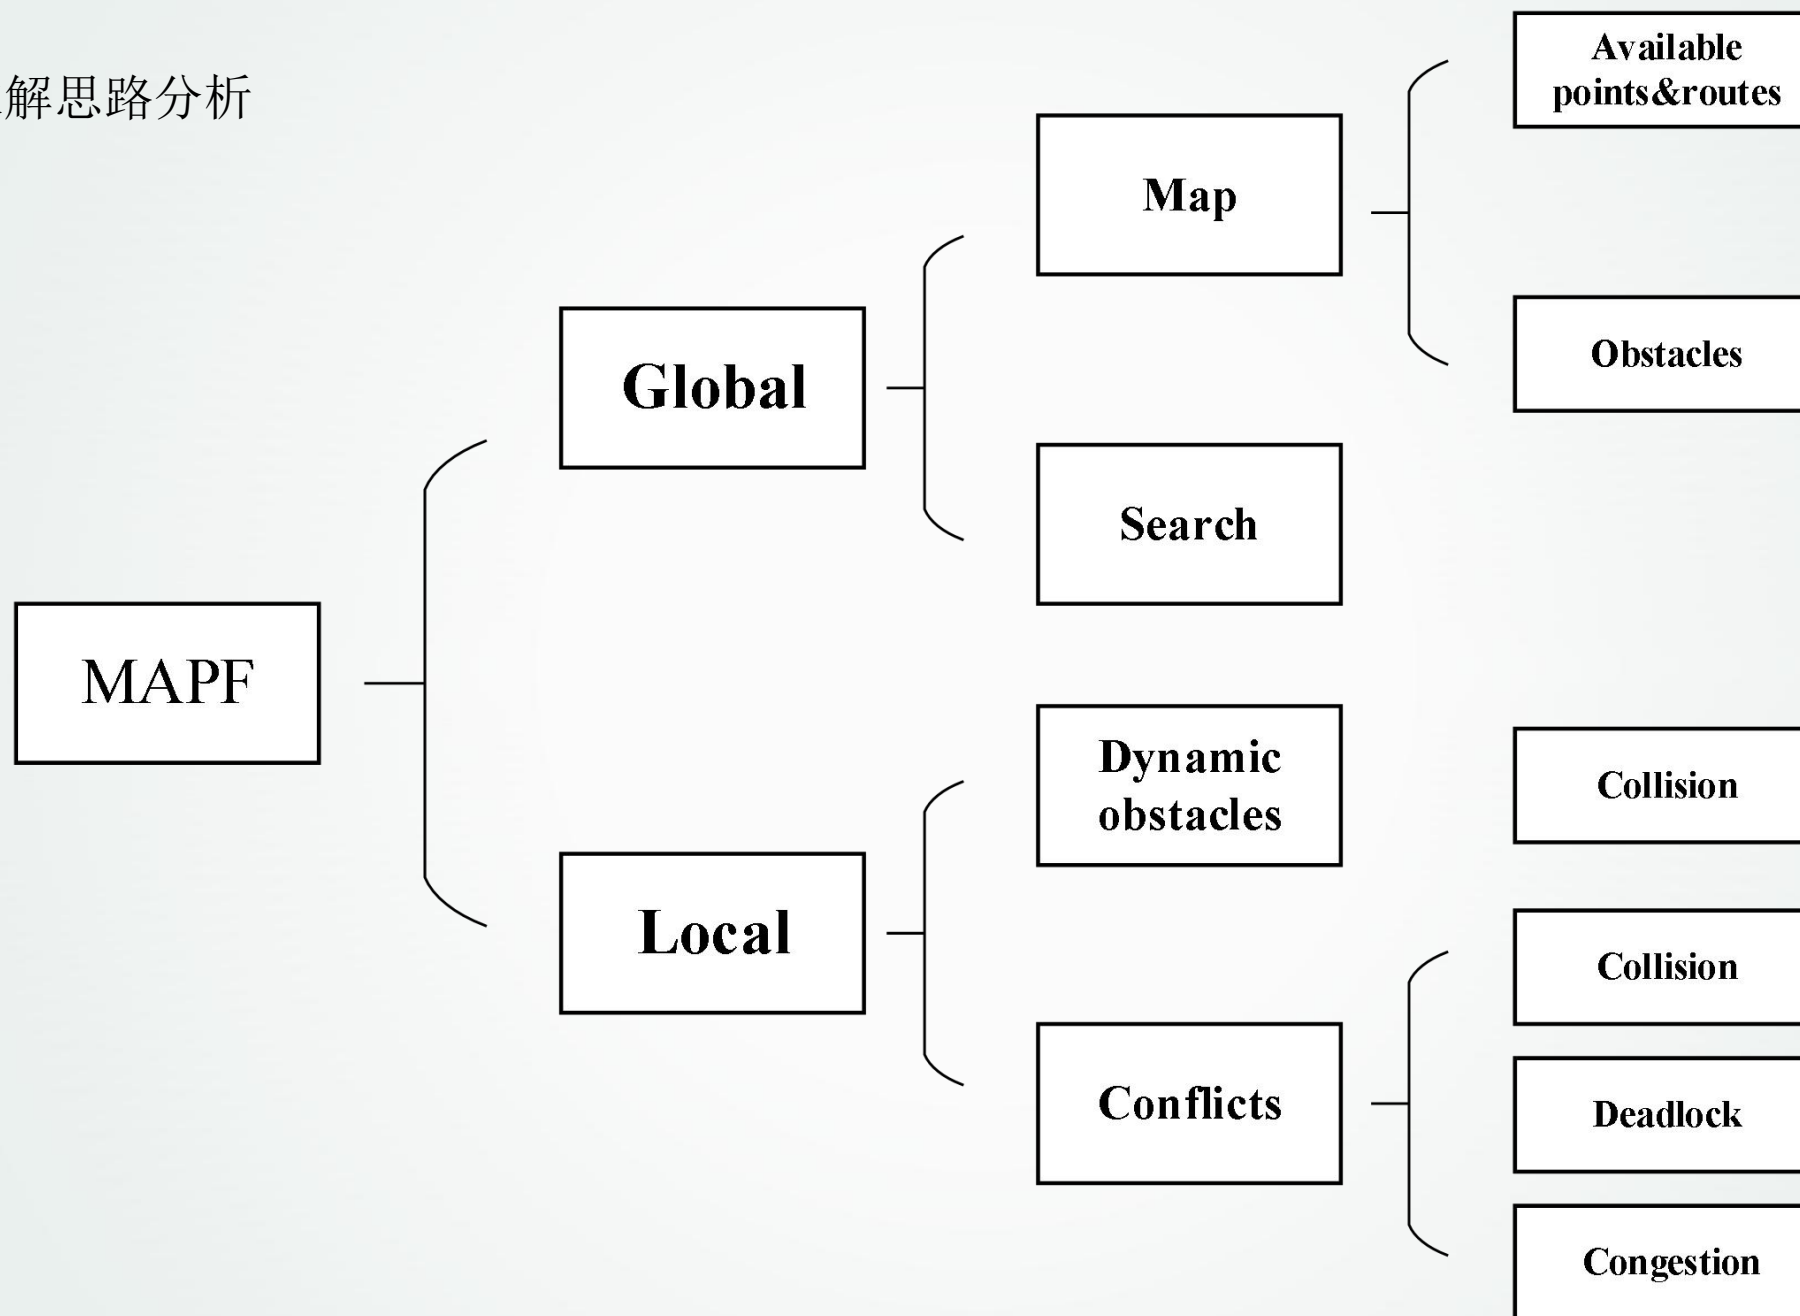 解思路分析
Available
points&routes
Map
Obstacles
Global
Search
MAPF
Dynamic
obstacles
Collision
Local
Collision
Conflicts
Deadlock
Congestion